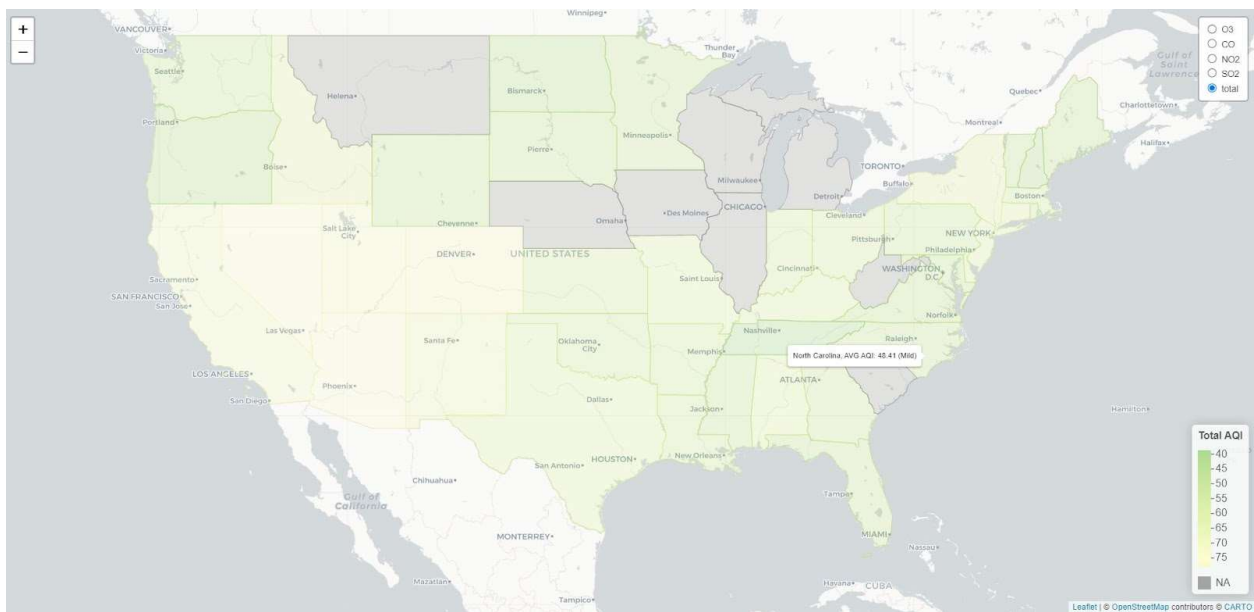 +
−
Winnipeg
VANCOUVER
Victoria
Seattle
Thunder
Bay
Gulf of
Saint
Lawrence
O3
CO
NO2
SO2
total
Helena
Bismarck
Quebec
Charlottetown
Portland
Minneapolis
Montreal
Halifax
Boise
Pierre
TORONTO
Milwaukee
Buffalo
Detroit
Boston
Cheyenne
Omaha
Des Moines
CHICAGO
Cleveland
Salt Lake
City
DENVER
UNITED STATES
Pittsburgh
NEW YORK
Philadelphia
Sacramento
Saint Louis
Cincinnati
WASHINGTON
D.C.
SAN FRANCISCO
San Jose
Norfolk
Las Vegas
Santa Fe
Oklahoma
City
Nashville
Memphis
Raleigh
North Carolina, AVG AQI: 48.41 (Mild)
LOS ANGELES
Phoenix
ATLANTA
San Diego
Dallas
Jackson
Hamilton
San Antonio
HOUSTON
New Orleans
Total AQI
40
45
50
55
60
65
70
75
NA
Chihuahua
Gulf of
California
Tampa
MIAMI
MONTERREY
Nassau
Mazatlan
Havana
CUBA
Tampico
Leaflet | © OpenStreetMap contributors © CARTO